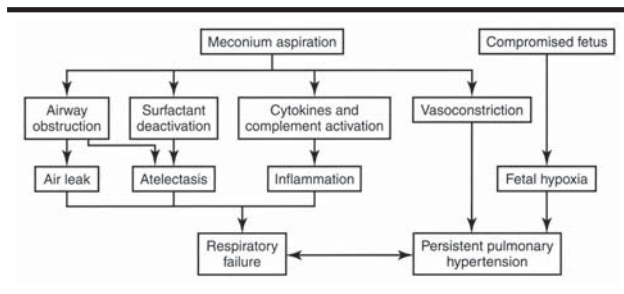 Meconium aspiration
Compromised fetus
Airway
obstruction
Surfactant
deactivation
Cytokines and
complement activation
Vasoconstriction
Air leak
Atelectasis
Inflammation
Fetal hypoxia
Respiratory
failure
Persistent pulmonary
hypertension